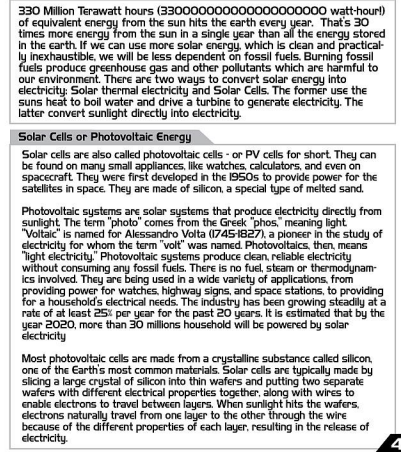 330 Million Terawatt hours (330000000000000000000 watt-hour!)
of equivalent energy from the sun hits the earth every year.  That's 30
times more energy from the sun in a single year than all the energy stored
in the earth. If we can use more solar energy, which is clean and practical-
ly inexhaustible, we will be less dependent on fossil fuels. Burning fossil
fuels produce greenhouse gas and other pollutants which are harmful to
our environment. There are two ways to convert solar energy into
electricity: Solar thermal electricity and Solar Cells. The former use the
suns heat to boil water and drive a turbine to generate electricity. The
latter convert sunlight directly into electricity.
Solar Cells or Photovoltaic Energy
Solar cells are also called photovoltaic cells - or PV cells for short. They can
be found on many small appliances, like watches, calculators, and even on
spacecraft. They were first developed in the 1950s to provide power for the
satellites in space. They are made of silicon, a special type of melted sand.
Photovoltaic systems are solar systems that produce electricity directly from
sunlight. The term "photo" comes from the Greek "phos," meaning light.
"Voltaic" is named for Alessandro Volta (1745-1827), a pioneer in the study of
electricity for whom the term "volt" was named. Photovoltaics, then, means
"light electricity." Photovoltaic systems produce clean, reliable electricity
without consuming any fossil fuels. There is no fuel, steam or thermodynam-
ics involved. They are being used in a wide variety of applications, from
providing power for watches, highway signs, and space stations, to providing
for a household's electrical needs. The industry has been growing steadily at a
rate of at least 25% per year for the past 20 years. It is estimated that by the
year 2020, more than 30 millions household will be powered by solar
electricity
Most photovoltaic cells are made from a crystalline substance called silicon,
one of the Earth's most common materials. Solar cells are typically made by
slicing a large crystal of silicon into thin wafers and putting two separate
wafers with different electrical properties together, along with wires to
enable electrons to travel between layers. When sunlight hits the wafers,
electrons naturally travel from one layer to the other through the wire
because of the different properties of each layer, resulting in the release of
electricity.
4